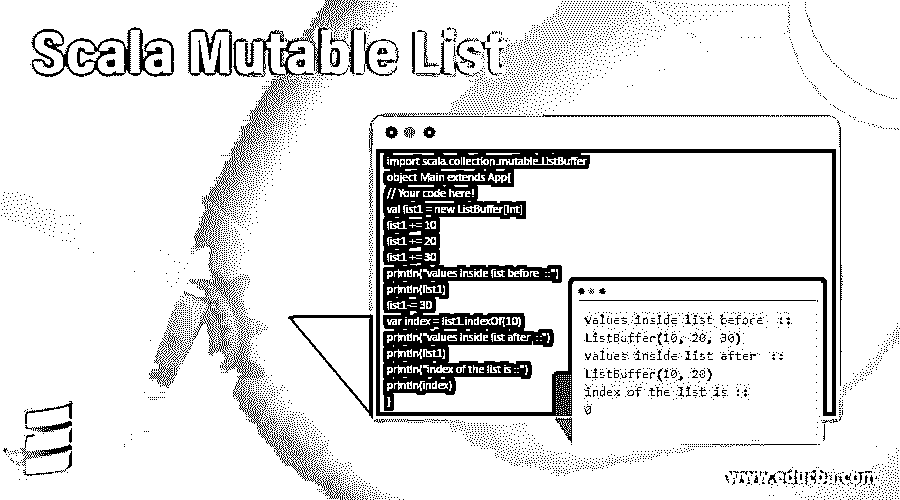 Scala Mutable List
import scala.collection.mutable.ListBuffer
object Main extends App{
// Your code here!
val list1 = new ListBuffer[Int]
list1 += 10
list1 += 20
list1 += 30
println("values inside list before ::")
println(list1)
list1-= 30
var index = list1.indexOf(10)
println("values inside list after ::")
println(list1)
println("index of the list is ::")
println(index)
}
values inside list before ::
ListBuffer(10, 20, 30)
values inside list after ::
ListBuffer(10, 20)
index of the list is ::
0
www.educba.com